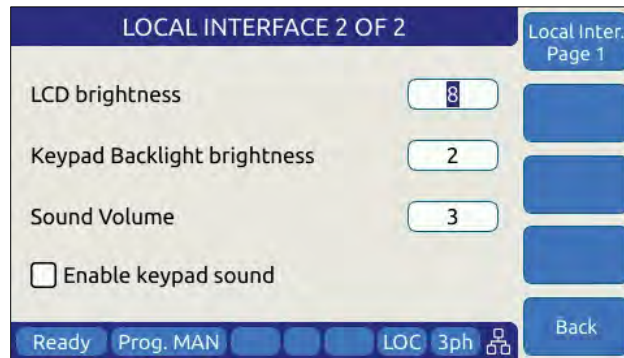 LOCAL INTERFACE 2 OF 2
Local Inter.
Page 1
LCD brightness
8
Keypad Backlight brightness
2
Sound Volume
3
Enable keypad sound
Back
Ready
Prog. MAN
LOC
3ph